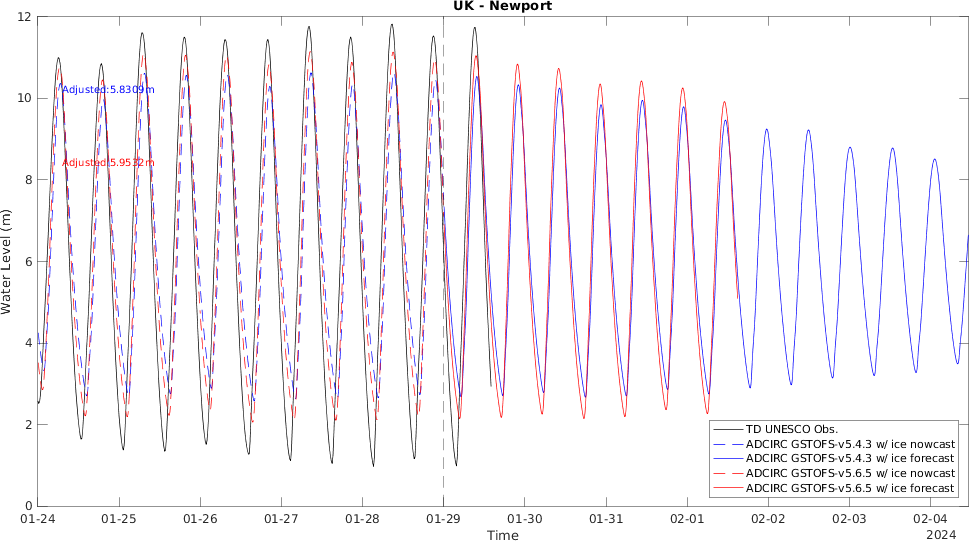 UK - Newport
12
10
8
6
4
2
0
Water Level (m)
Adjusted:5.8309m
Adjusted:5.9532m
TD UNESCO Obs.
ADCIRC GSTOFS-v5.4.3 w/ ice nowcast
ADCIRC GSTOFS-v5.4.3 w/ ice forecast
ADCIRC GSTOFS-v5.6.5 w/ ice nowcast
ADCIRC GSTOFS-v5.6.5 w/ ice forecast
01-24 01-25 01-26 01-27 01-28 01-29 01-30 01-31 02-01 02-02 02-03 02-04
Time
2024